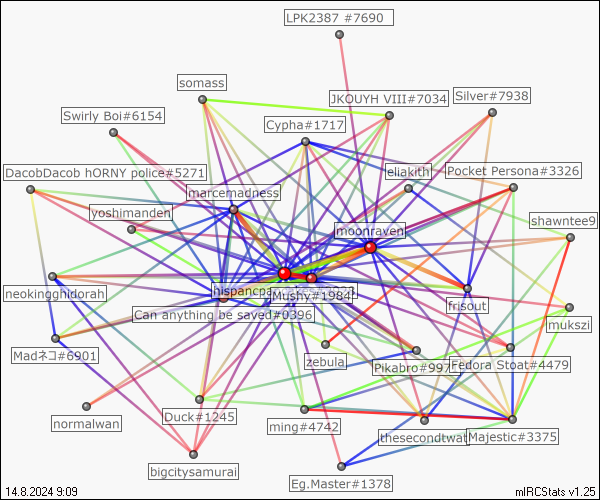 LPK2387 #7690
somass
Silver#7938
JKOUYH VIII#7034
Swirly Boi#6154
Cypha#1717
DacobDacob hORNY police#5271
eliakith
Pocket Persona#3326
marcemadness
yoshimanden
shawntee9
moonraven
hispancpa
Mushy#1984
neokingghidorah
frisout
Can anything be saved#0396
mukszi
Madネコ#6901
zebula
Pikabro#997
Fedora Stoat#4479
normalwan
Duck#1245
ming#4742
thesecondtwat
Majestic#3375
bigcitysamurai
Eg.Master#1378
14.8.2024 9:09
mIRCStats v1.25